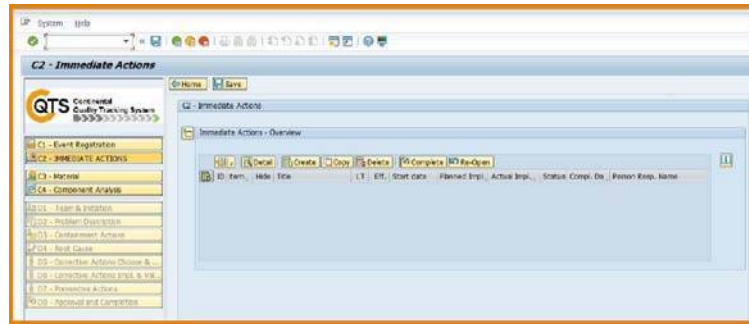 System Help
C2 - Immediate Actions
Home Save
QTS Continental
Quality Tracking System
C2 - Immediate Actions
Immediate Actions - Overview
C1 - Event Registration
C2 - IMMEDIATE ACTIONS
C3 - Material
C4 - Component Analysis
D1 - Team & Initiation
D2 - Problem Description
D3 - Containment Actions
D4 - Root Cause
D5 - Corrective Actions Choose & ...
D6 - Corrective Actions Impl. & Val...
D7 - Preventive Actions
D8 - Approval and Completion
Detail Create Copy Delete Complete Re-Open
ID Item.. Hide Title LT Eff. Start date Planned Impl.. Actual Impl... Status Compl. Da.. Person Resp. Name